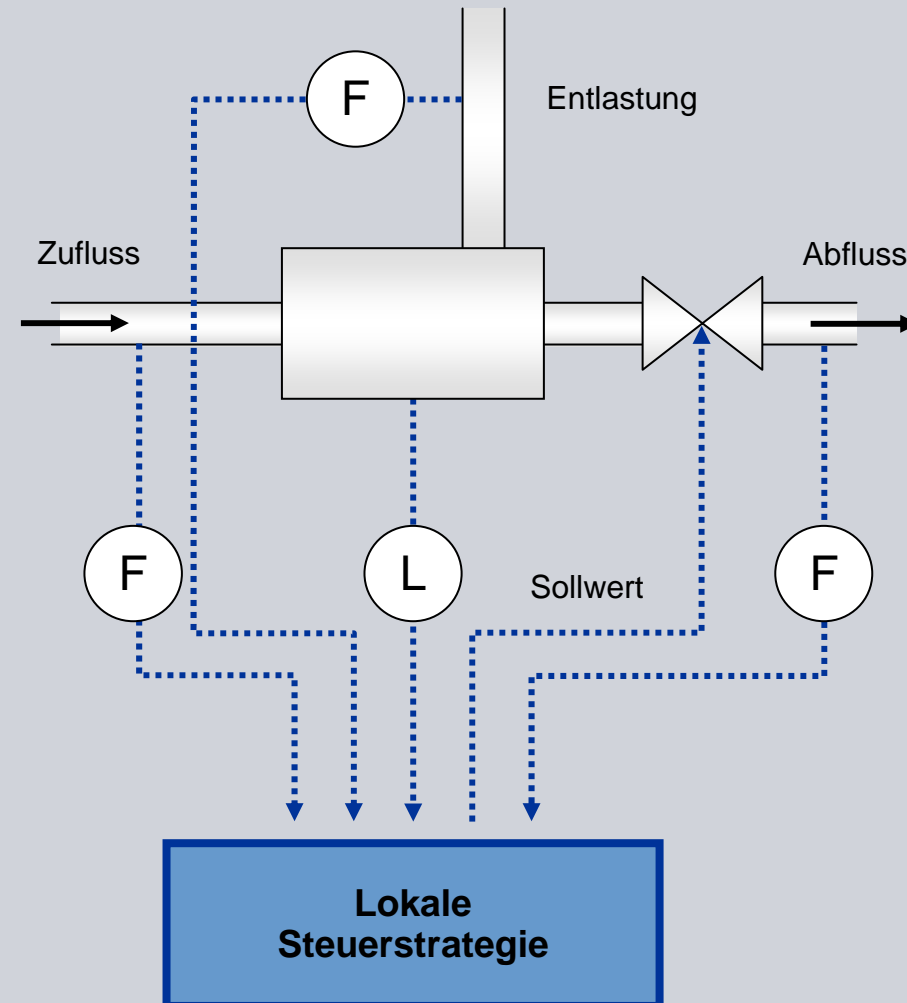 F
Entlastung
Zufluss
Abfluss
F
L
Sollwert
F
Lokale
Steuerstrategie